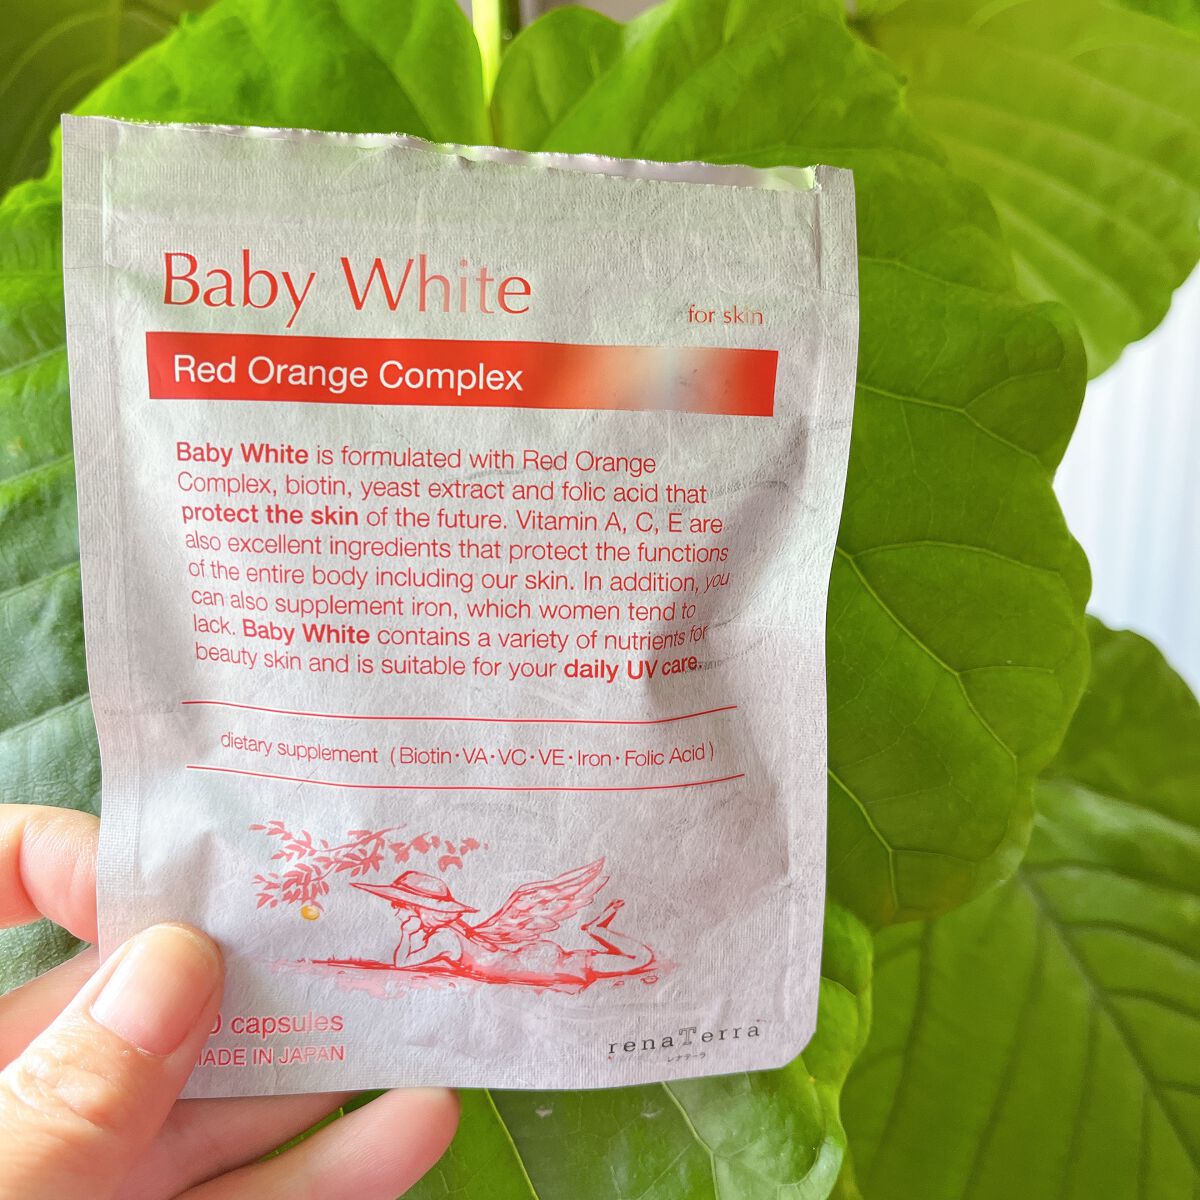 Baby White
for skin
Red Orange Complex
Baby White is formulated with Red Orange
Complex, biotin, yeast extract and folic acid that
protect the skin of the future. Vitamin A, C, E are
also excellent ingredients that protect the functions
of the entire body including our skin. In addition, you
can also supplement iron, which women tend to
lack. Baby White contains a variety of nutrients for
beauty skin and is suitable for your daily UV care.
dietary supplement (Biotin・VA・VC・VE・Iron・Folic Acid)
capsules
MADE IN JAPAN
renaTerra
レナテーラ